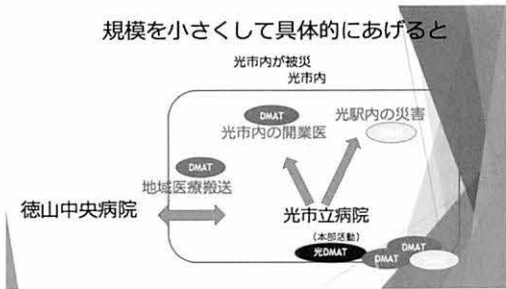 規模を小さくして具体的にあげると
光市内が被災
光市内
DMAT
光市内の開業医
光駅内の災害
DMAT
地域医療搬送
徳山中央病院
光市立病院
(本部活動)
光DMAT
DMAT
DMAT